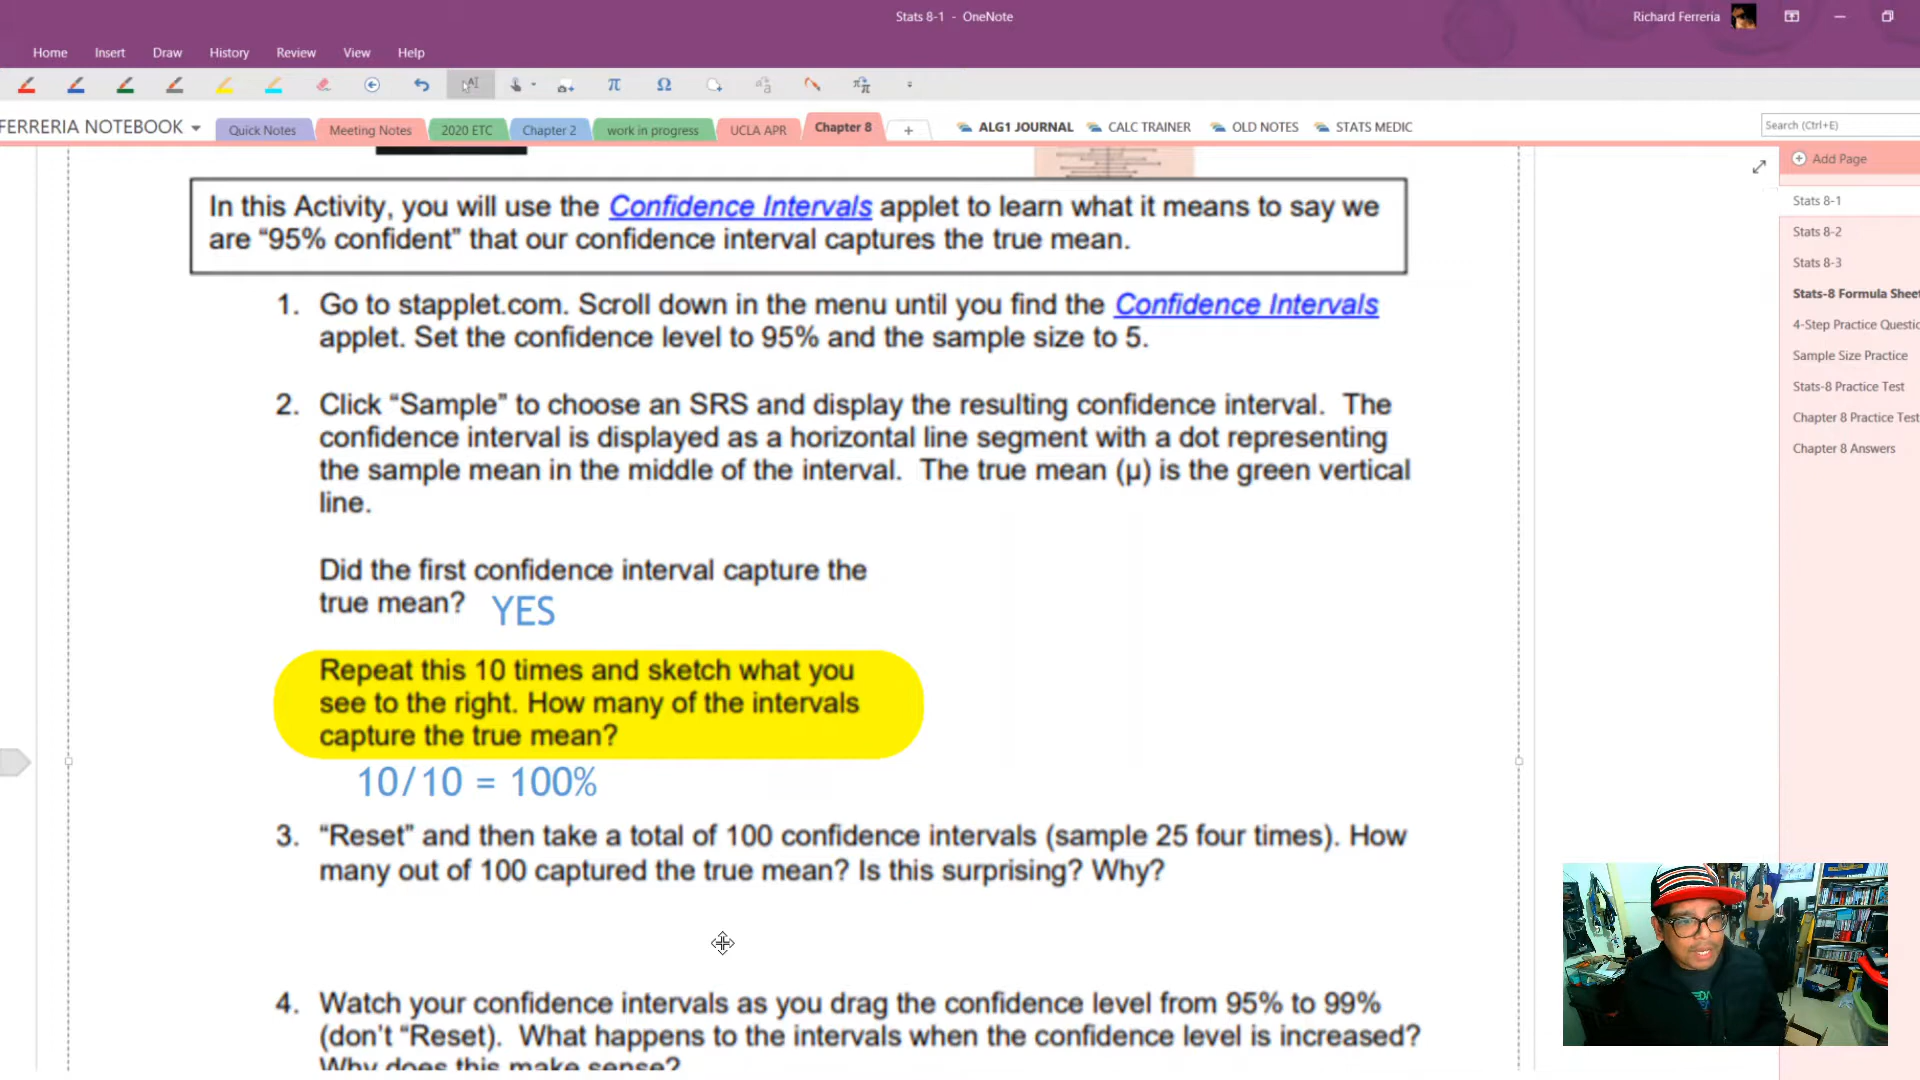 Stats 8-1 - OneNote
Richard Ferreria
Home Insert Draw History Review View Help
FERRERIA NOTEBOOK
Quick Notes Meeting Notes 2020 ETC Chapter 2 work in progress UCLA APR Chapter 8 + ALG1 JOURNAL CALC TRAINER OLD NOTES STATS MEDIC
Search (Ctrl+E)
Add Page
Stats 8-1
Stats 8-2
Stats 8-3
Stats-8 Formula Sheet
4-Step Practice Questio
Sample Size Practice
Stats-8 Practice Test
Chapter 8 Practice Test
Chapter 8 Answers
In this Activity, you will use the Confidence Intervals applet to learn what it means to say we
are “95% confident” that our confidence interval captures the true mean.
1. Go to stapplet.com. Scroll down in the menu until you find the Confidence Intervals
applet. Set the confidence level to 95% and the sample size to 5.
2. Click “Sample” to choose an SRS and display the resulting confidence interval. The
confidence interval is displayed as a horizontal line segment with a dot representing
the sample mean in the middle of the interval. The true mean (μ) is the green vertical
line.
Did the first confidence interval capture the
true mean? YES
Repeat this 10 times and sketch what you
see to the right. How many of the intervals
capture the true mean?
10/10 = 100%
3. “Reset” and then take a total of 100 confidence intervals (sample 25 four times). How
many out of 100 captured the true mean? Is this surprising? Why?
4. Watch your confidence intervals as you drag the confidence level from 95% to 99%
(don’t “Reset). What happens to the intervals when the confidence level is increased?
Why does this make sense?